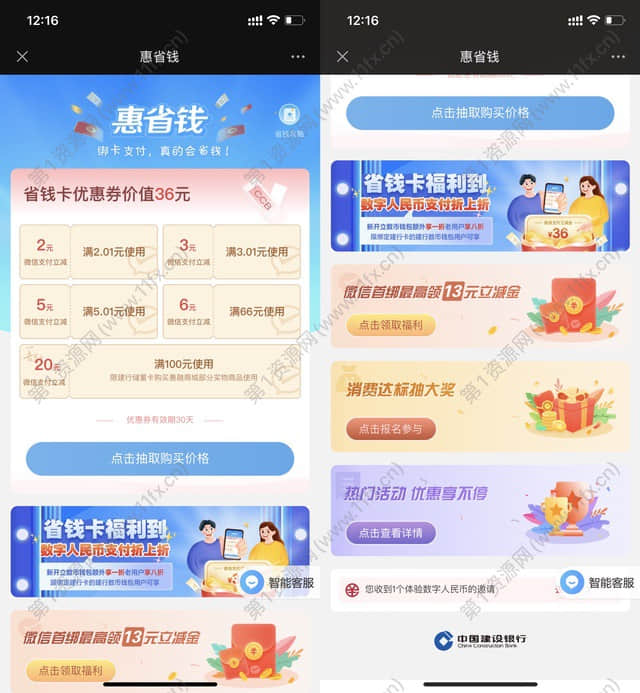 12:16
惠省钱
惠省钱
省钱攻略
绑卡支付，真的会省钱！
省钱卡优惠券价值36元
CCB
2元
微信支付立减
满2.01元使用
3元
微信支付立减
满3.01元使用
5元
微信支付立减
满5.01元使用
6元
微信支付立减
满66元使用
20元
微信支付立减
满100元使用
限建行储蓄卡购买善融商城部分实物商品使用
优惠券有效期30天
点击抽取购买价格
省钱卡福利到
数字人民币支付折上折
新开立数币钱包额外享一折老用户享八折
限绑定建行卡的建行数币钱包用户可享
智能客服
微信首绑最高领13元立减金
点击领取福利
12:16
惠省钱
点击抽取购买价格
省钱卡福利到
数字人民币支付折上折
新开立数币钱包额外享一折老用户享八折
限绑定建行卡的建行数币钱包用户可享
¥36
微信首绑最高领13元立减金
点击领取福利
消费达标抽大奖
点击报名参与
热门活动 优惠享不停
点击查看详情
您收到1个体验数字人民币的邀请
智能客服
中国建设银行
China Construction Bank
第1资源网(www.11fx.cn)